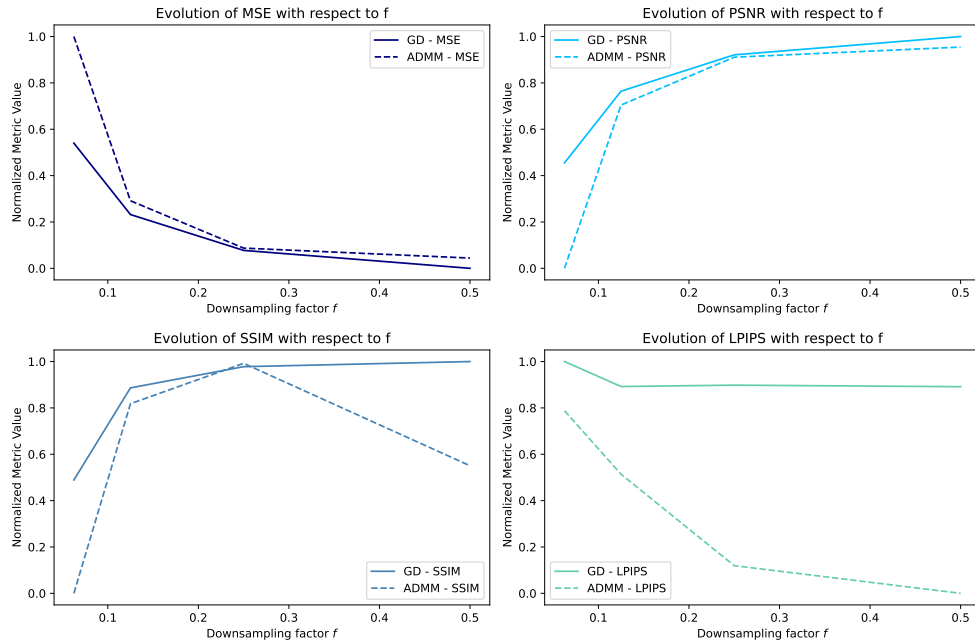 Evolution of MSE with respect to f
Normalized Metric Value
1.0
0.8
0.6
0.4
0.2
0.0
GD - MSE
ADMM - MSE
0.1 0.2 0.3 0.4 0.5
Downsampling factor f
Evolution of PSNR with respect to f
Normalized Metric Value
1.0
0.8
0.6
0.4
0.2
0.0
GD - PSNR
ADMM - PSNR
0.1 0.2 0.3 0.4 0.5
Downsampling factor f
Evolution of SSIM with respect to f
Normalized Metric Value
1.0
0.8
0.6
0.4
0.2
0.0
GD - SSIM
ADMM - SSIM
0.1 0.2 0.3 0.4 0.5
Downsampling factor f
Evolution of LPIPS with respect to f
Normalized Metric Value
1.0
0.8
0.6
0.4
0.2
0.0
GD - LPIPS
ADMM - LPIPS
0.1 0.2 0.3 0.4 0.5
Downsampling factor f